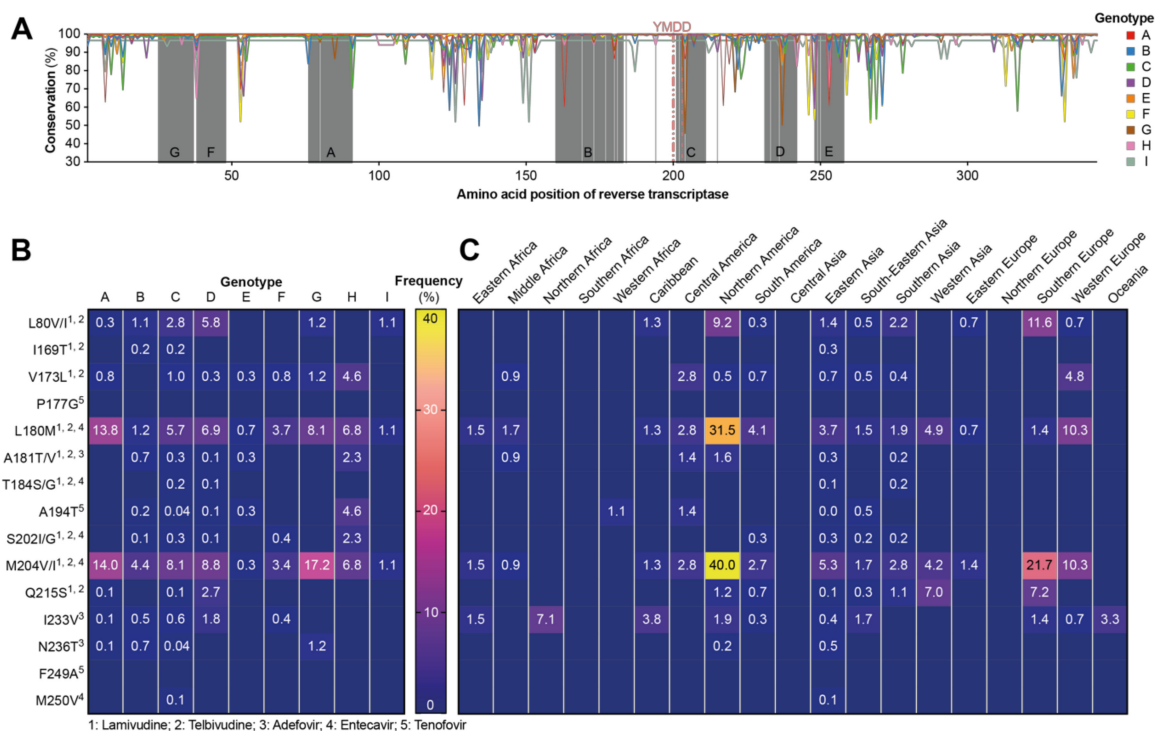 A
YMDD
Genotype
A
B
C
D
E
F
G
H
I
Conservation (%)
100
90
80
70
60
50
40
30
G F A B C D E
50 100 150 200 250 300
Amino acid position of reverse transcriptase
B
Genotype
A B C D E F G H I
Frequency
(%)
40
30
20
10
0
C
Eastern Africa
Middle Africa
Northern Africa
Southern Africa
Western Africa
Caribbean
Central America
Northern America
South America
Central Asia
Eastern Asia
South-Eastern Asia
Southern Asia
Western Asia
Eastern Europe
Northern Europe
Southern Europe
Western Europe
Oceania
L80V/I1, 2 0.3 1.1 2.8 5.8 1.2 1.1 1.3 9.2 0.3 1.4 0.5 2.2 0.7 11.6 0.7
I169T1, 2 0.2 0.2 0.3
V173L1, 2 0.8 1.0 0.3 0.3 0.8 1.2 4.6 0.9 2.8 0.5 0.7 0.7 0.5 0.4 4.8
P177G5
L180M1, 2, 4 13.8 1.2 5.7 6.9 0.7 3.7 8.1 6.8 1.1 1.5 1.7 1.3 2.8 31.5 4.1 3.7 1.5 1.9 4.9 0.7 1.4 10.3
A181T/V1, 2, 3 0.7 0.3 0.1 0.3 2.3 0.9 1.4 1.6 0.3 0.2
T184S/G1, 2, 4 0.2 0.1 0.1 0.2
A194T5 0.2 0.04 0.1 0.3 4.6 1.1 1.4 0.0 0.5
S202I/G1, 2, 4 0.1 0.3 0.1 0.4 2.3 0.3 0.3 0.2 0.2
M204V/I1, 2, 4 14.0 4.4 8.1 8.8 0.3 3.4 17.2 6.8 1.1 1.5 0.9 1.3 2.8 40.0 2.7 5.3 1.7 2.8 4.2 1.4 21.7 10.3
Q215S1, 2 0.1 0.1 2.7 1.2 0.7 0.1 0.3 1.1 7.0 7.2
I233V3 0.1 0.5 0.6 1.8 0.4 1.5 7.1 3.8 1.9 0.3 0.4 1.7 1.4 0.7 3.3
N236T3 0.1 0.7 0.04 1.2 0.2 0.5
F249A5
M250V4 0.1 0.1
1: Lamivudine; 2: Telbivudine; 3: Adefovir; 4: Entecavir; 5: Tenofovir